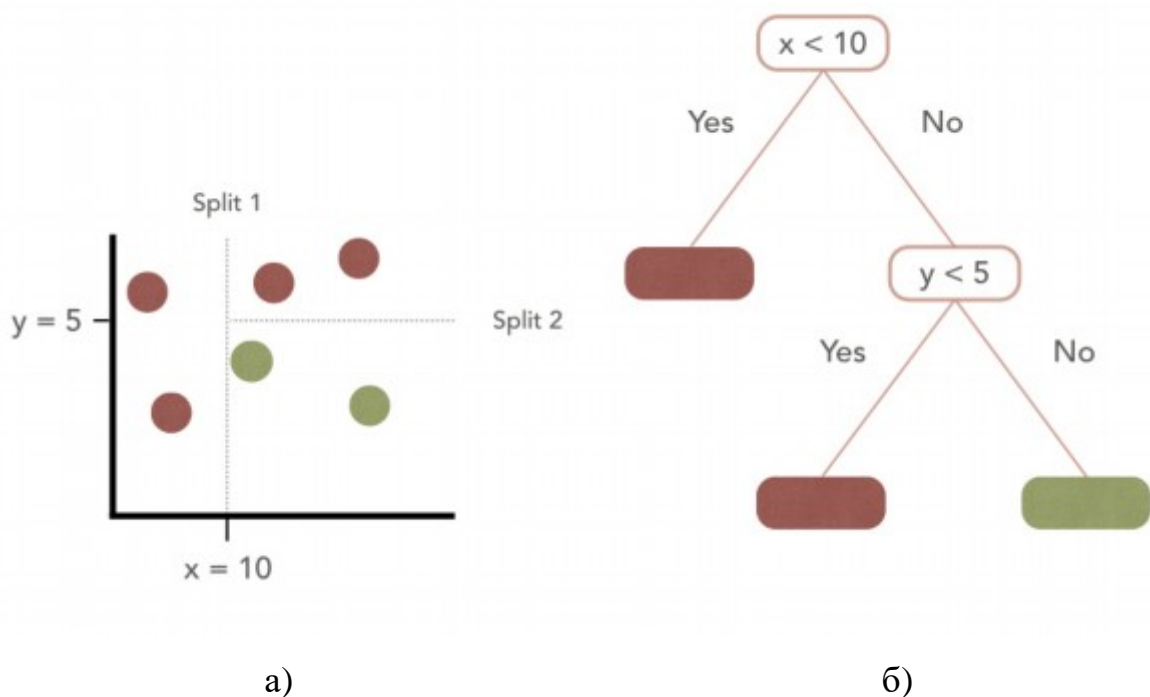 Split 1
y = 5
Split 2
x = 10
x < 10
Yes
No
y < 5
Yes
No
а)
б)